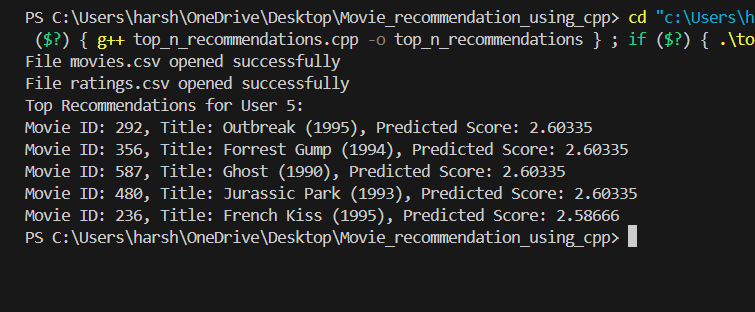 PS C:\Users\harsh\OneDrive\Desktop\Movie_recommendation_using_cpp> cd "c:\Users\h
($?) { g++ top_n_recommendations.cpp -o top_n_recommendations } ; if ($?) { .\to
File movies.csv opened successfully
File ratings.csv opened successfully
Top Recommendations for User 5:
Movie ID: 292, Title: Outbreak (1995), Predicted Score: 2.60335
Movie ID: 356, Title: Forrest Gump (1994), Predicted Score: 2.60335
Movie ID: 587, Title: Ghost (1990), Predicted Score: 2.60335
Movie ID: 480, Title: Jurassic Park (1993), Predicted Score: 2.60335
Movie ID: 236, Title: French Kiss (1995), Predicted Score: 2.58666
PS C:\Users\harsh\OneDrive\Desktop\Movie_recommendation_using_cpp>